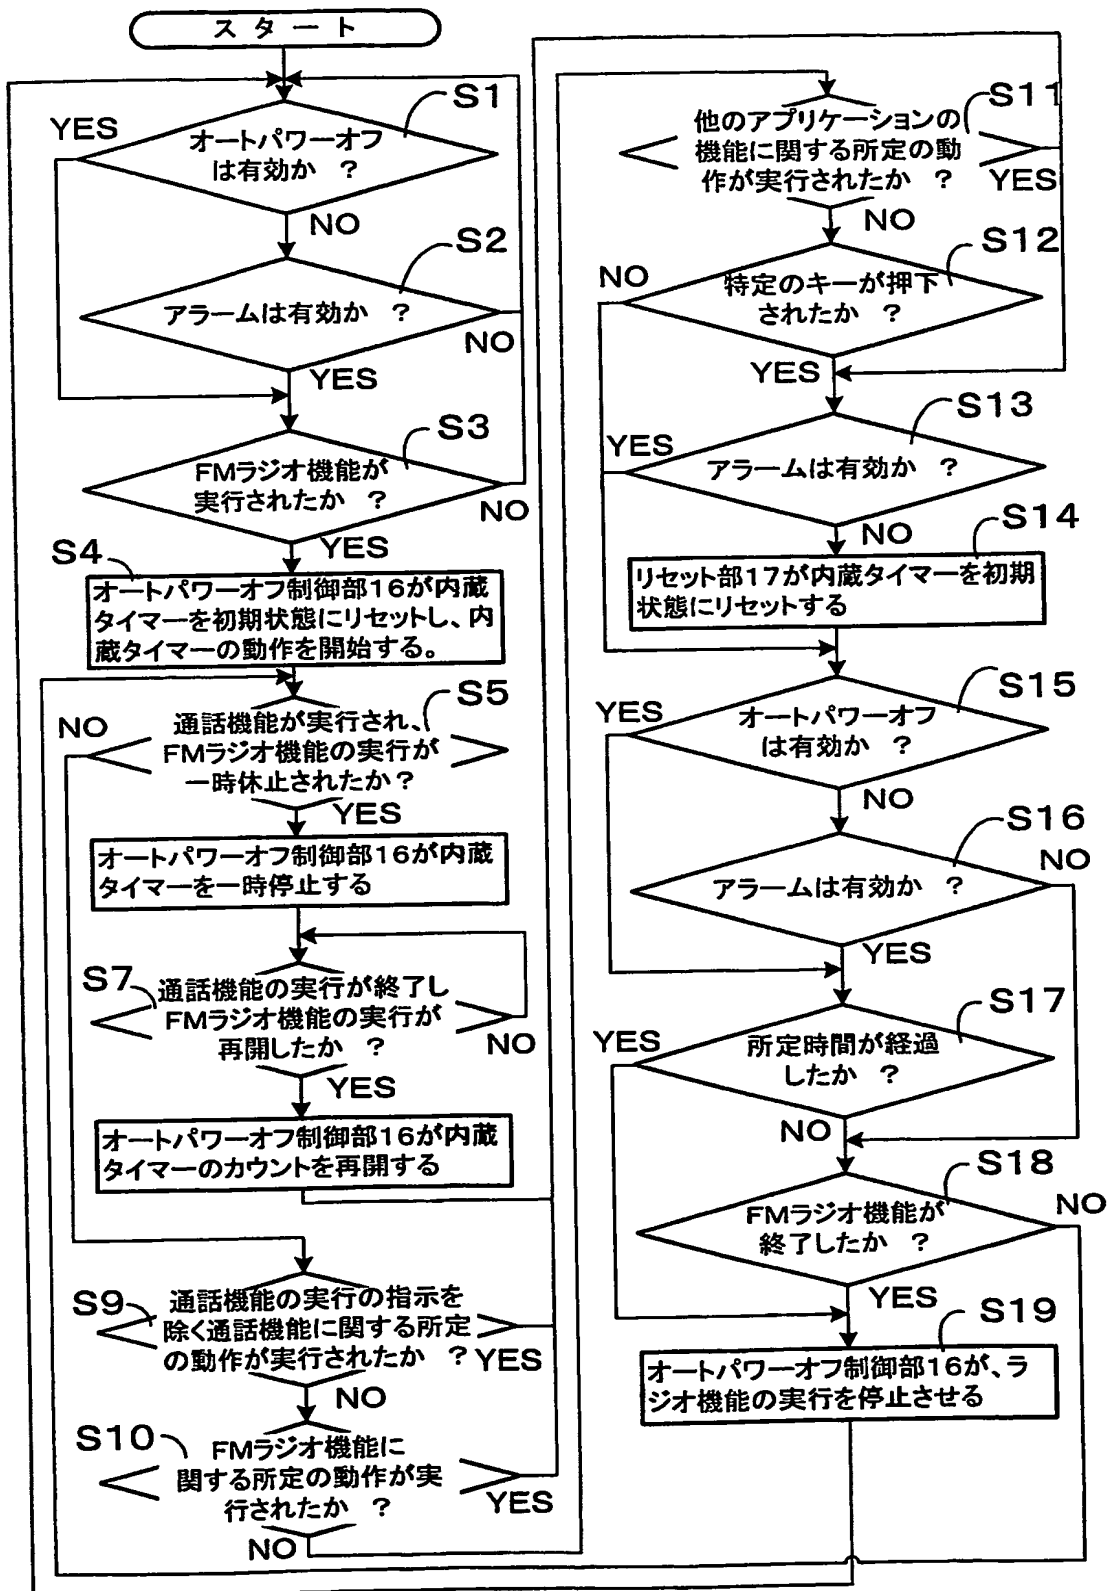 スタート
S1
YES
オートパワーオフ
は有効か ？
NO
S2
アラームは有効か ？
NO
YES
S3
FMラジオ機能が
実行されたか ？
NO
YES
S4
オートパワーオフ制御部16が内蔵
タイマーを初期状態にリセットし、内
蔵タイマーの動作を開始する。
S5
NO
通話機能が実行され、
FMラジオ機能の実行が
一時休止されたか？
YES
オートパワーオフ制御部16が内蔵
タイマーを一時停止する
S7
通話機能の実行が終了し
FMラジオ機能の実行が
再開したか ？
NO
YES
オートパワーオフ制御部16が内蔵
タイマーのカウントを再開する
S9
通話機能の実行の指示を
除く通話機能に関する所定
の動作が実行されたか ？
YES
NO
S10
FMラジオ機能に
関する所定の動作が実
行されたか ？
YES
NO
S11
他のアプリケーションの
機能に関する所定の動
作が実行されたか ？
YES
NO
S12
NO
特定のキーが押下
されたか ？
YES
S13
YES
アラームは有効か ？
NO
S14
リセット部17が内蔵タイマーを初期
状態にリセットする
S15
YES
オートパワーオフ
は有効か ？
NO
S16
NO
アラームは有効か ？
YES
S17
YES
所定時間が経過
したか ？
NO
S18
NO
FMラジオ機能が
終了したか ？
YES
S19
オートパワーオフ制御部16が、ラ
ジオ機能の実行を停止させる